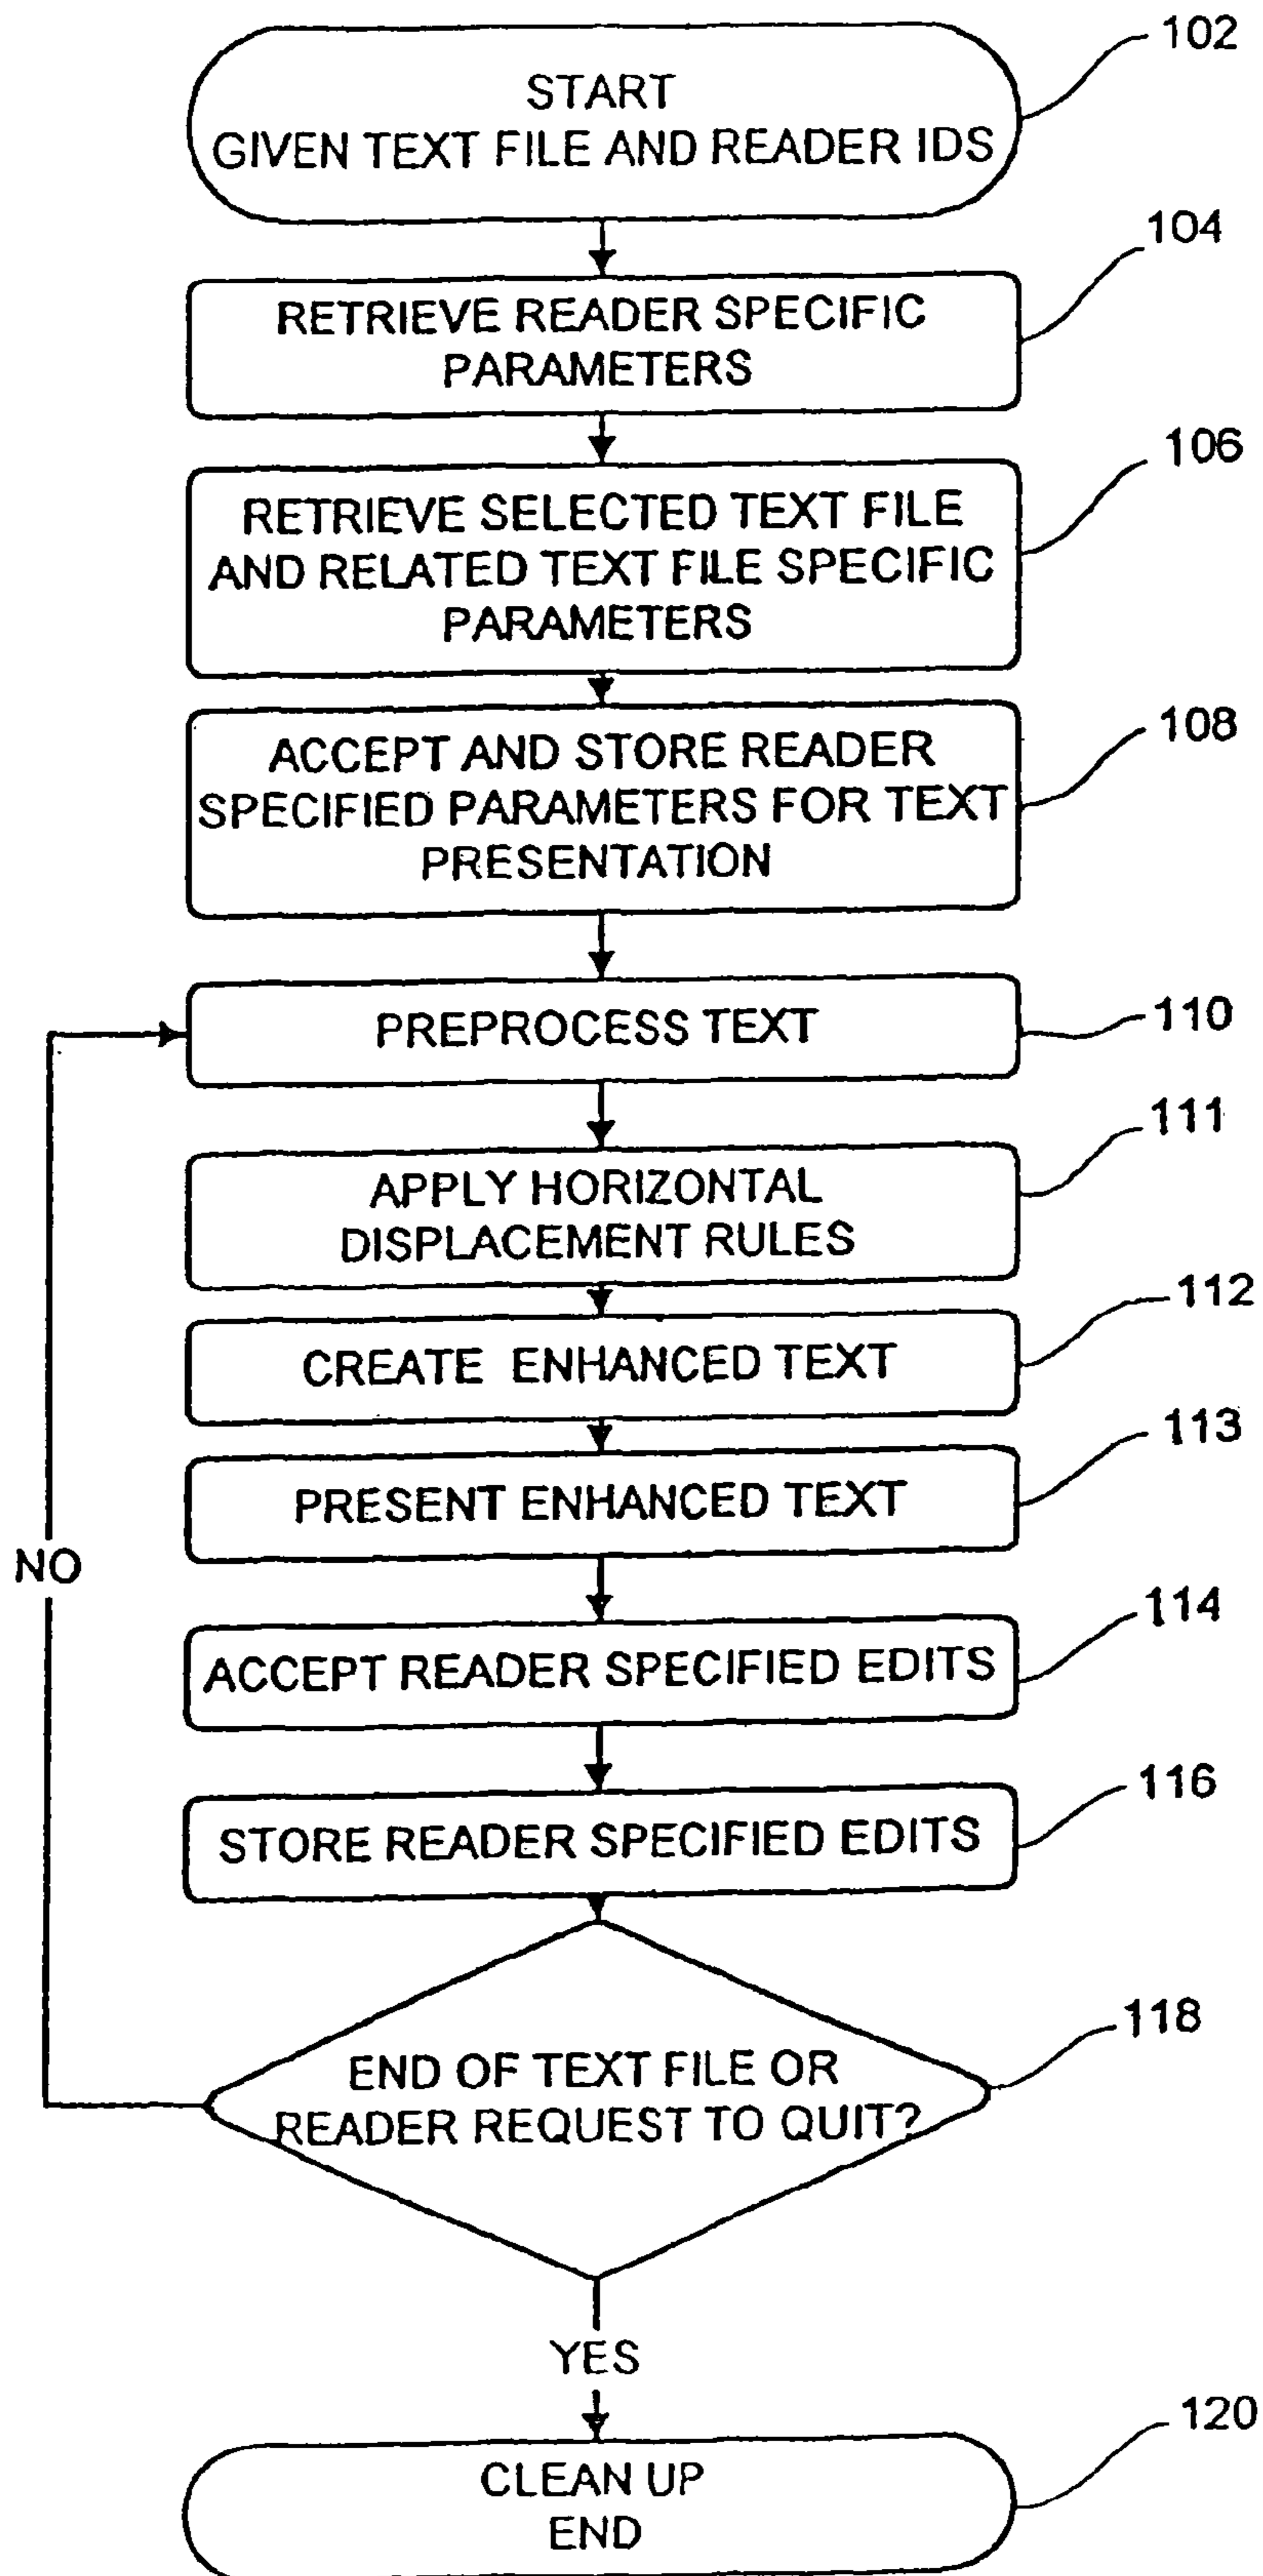 102
START
GIVEN TEXT FILE AND READER IDS
104
RETRIEVE READER SPECIFIC
PARAMETERS
106
RETRIEVE SELECTED TEXT FILE
AND RELATED TEXT FILE SPECIFIC
PARAMETERS
108
ACCEPT AND STORE READER
SPECIFIED PARAMETERS FOR TEXT
PRESENTATION
110
PREPROCESS TEXT
111
APPLY HORIZONTAL
DISPLACEMENT RULES
112
CREATE ENHANCED TEXT
113
PRESENT ENHANCED TEXT
NO
114
ACCEPT READER SPECIFIED EDITS
116
STORE READER SPECIFIED EDITS
118
END OF TEXT FILE OR
READER REQUEST TO QUIT?
YES
120
CLEAN UP
END